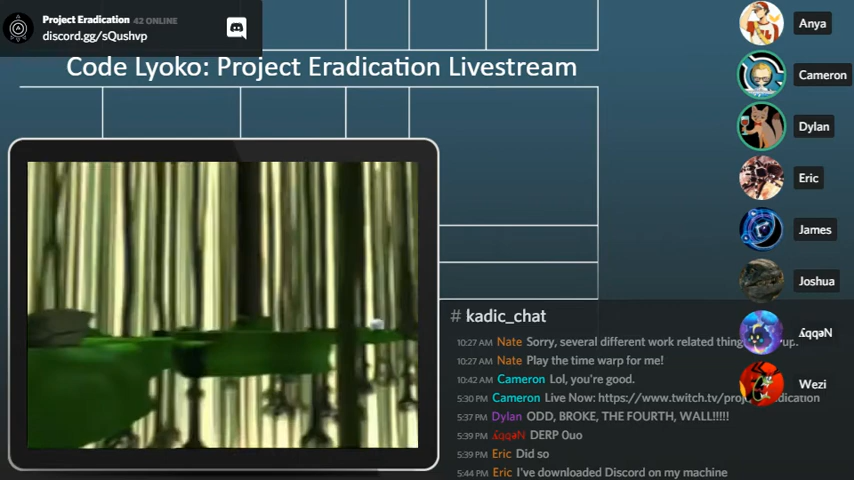 Project Eradication 42 ONLINE
discord.gg/sQushvp
Code Lyoko: Project Eradication Livestream
Anya
Cameron
Dylan
Eric
James
Joshua
ʎqqǝN
Wezi
# kadic_chat
10:27 AM Nate Sorry, several different work related
10:27 AM Nate Play the time warp for me!
10:42 AM Cameron Lol, you're good.
5:30 PM Cameron Live Now: https://www.twitch.tv/
5:37 PM Dylan ODD, BROKE, THE FOURTH, WALL!!!!!
5:39 PM ʎqqǝN DERP 0uo
5:39 PM Eric Did so
5:44 PM Eric I've downloaded Discord on my machine